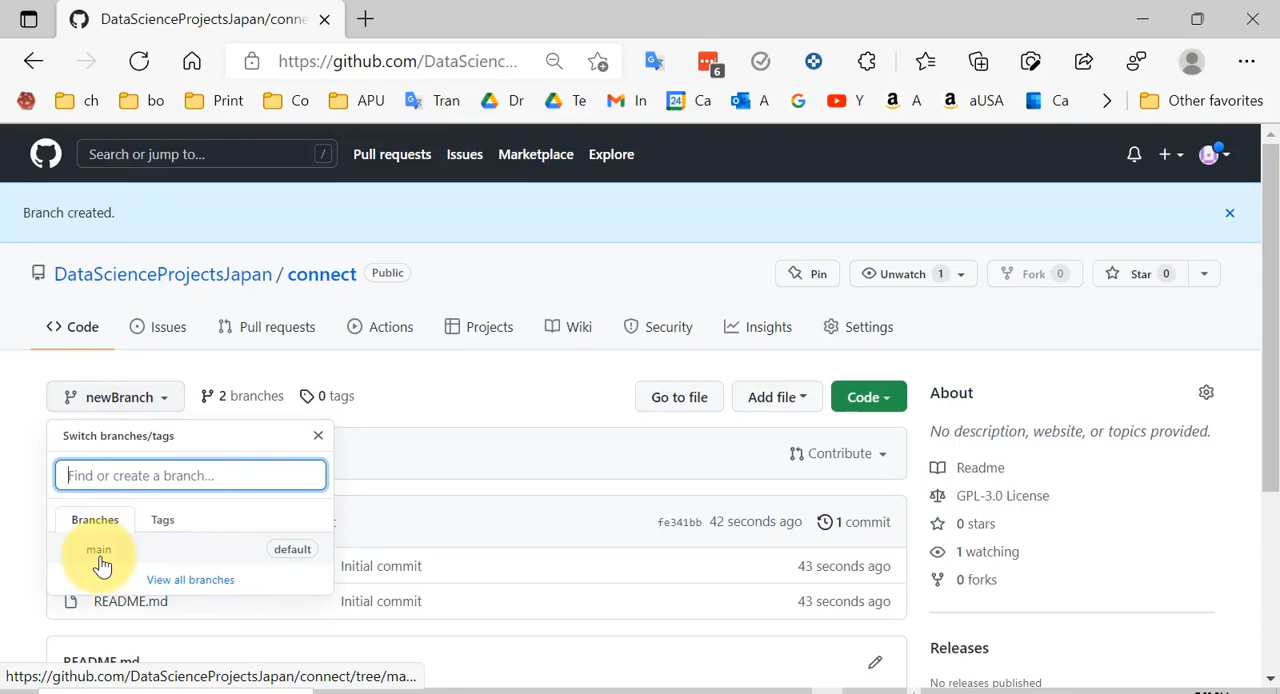 DataScienceProjectsJapan/conne
https://github.com/DataScienc...
6
ch bo Print Co APU Tran Dr Te In 24 Ca A Y A aUSA Ca Other favorites
Search or jump to... / Pull requests Issues Marketplace Explore
Branch created.
DataScienceProjectsJapan / connect Public Pin Unwatch 1 Fork 0 Star 0
Code Issues Pull requests Actions Projects Wiki Security Insights Settings
newBranch 2 branches 0 tags Go to file Add file Code
About
No description, website, or topics provided.
Readme
GPL-3.0 License
0 stars
1 watching
0 forks
Releases
No releases published
Switch branches/tags
Find or create a branch...
Branches Tags
main default
View all branches
Contribute
fe341bb 42 seconds ago 1 commit
Initial commit 43 seconds ago
README.md Initial commit 43 seconds ago
README.md
https://github.com/DataScienceProjectsJapan/connect/tree/ma...